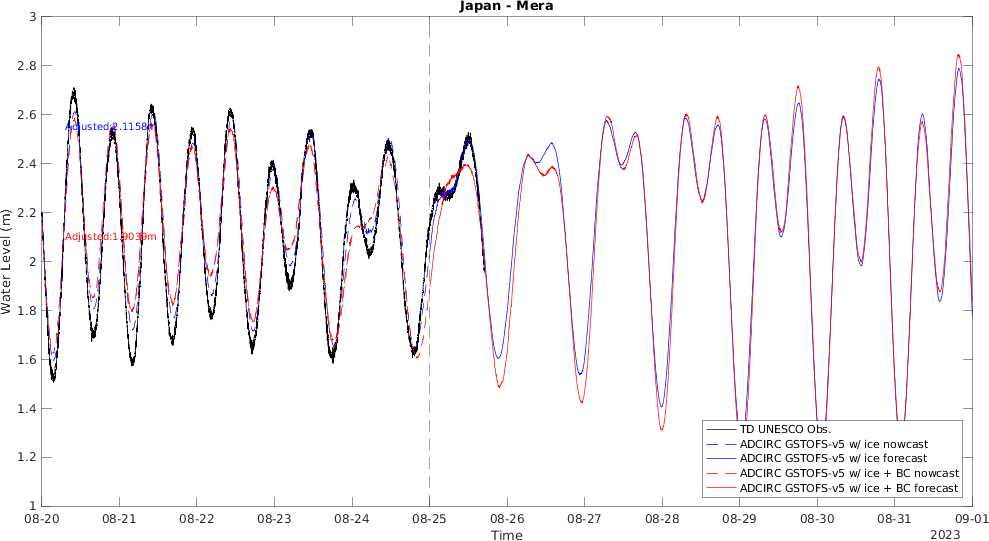 Japan - Mera
3
2.8
2.6
2.4
2.2
2
1.8
1.6
1.4
1.2
1
Water Level (m)
Adjusted:2.1158m
Adjusted:1.9039m
TD UNESCO Obs.
ADCIRC GSTOFS-v5 w/ ice nowcast
ADCIRC GSTOFS-v5 w/ ice forecast
ADCIRC GSTOFS-v5 w/ ice + BC nowcast
ADCIRC GSTOFS-v5 w/ ice + BC forecast
08-20 08-21 08-22 08-23 08-24 08-25 08-26 08-27 08-28 08-29 08-30 08-31 09-01
Time
2023